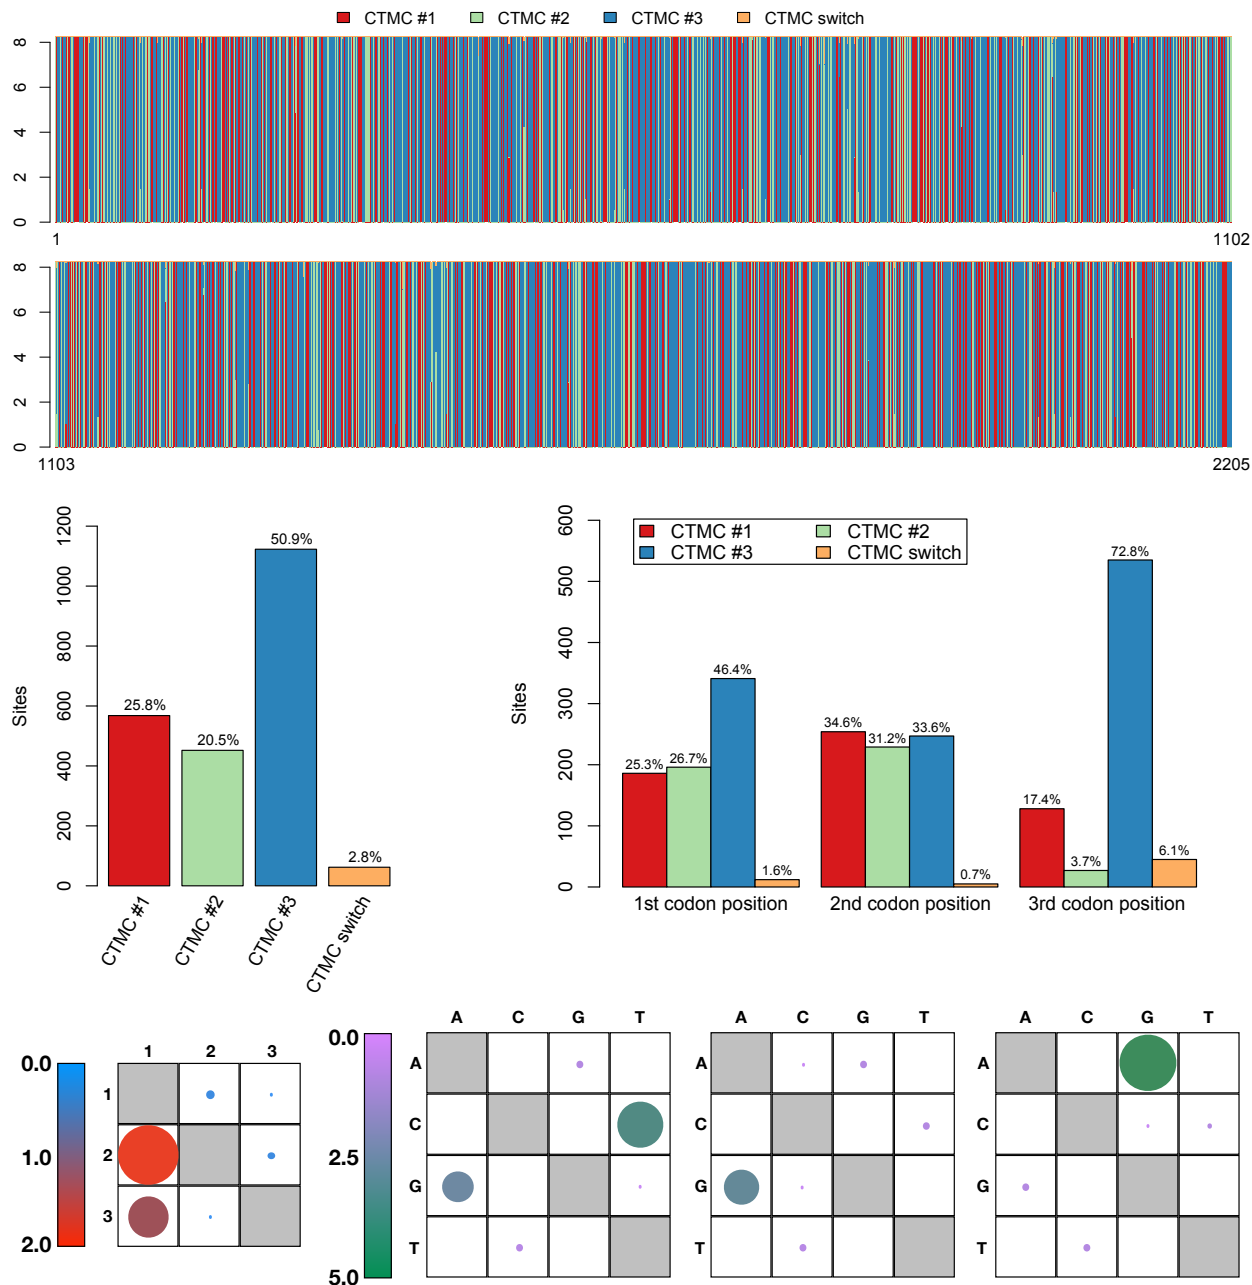 CTMC #1 CTMC #2 CTMC #3 CTMC switch
8
6
4
2
0
1 1102
8
6
4
2
0
1103 2205
Sites
1200
1000
800
600
400
200
0
25.8%
20.5%
50.9%
2.8%
CTMC #1
CTMC #2
CTMC #3
CTMC switch
Sites
600
500
400
300
200
100
0
CTMC #1 CTMC #2
CTMC #3 CTMC switch
25.3% 26.7% 46.4% 1.6%
34.6% 31.2% 33.6% 0.7%
17.4% 3.7% 72.8% 6.1%
1st codon position 2nd codon position 3rd codon position
0.0
1.0
2.0
1 2 3
1
2
3
0.0
2.5
5.0
A C G T
A
C
G
T
A C G T
A
C
G
T
A C G T
A
C
G
T